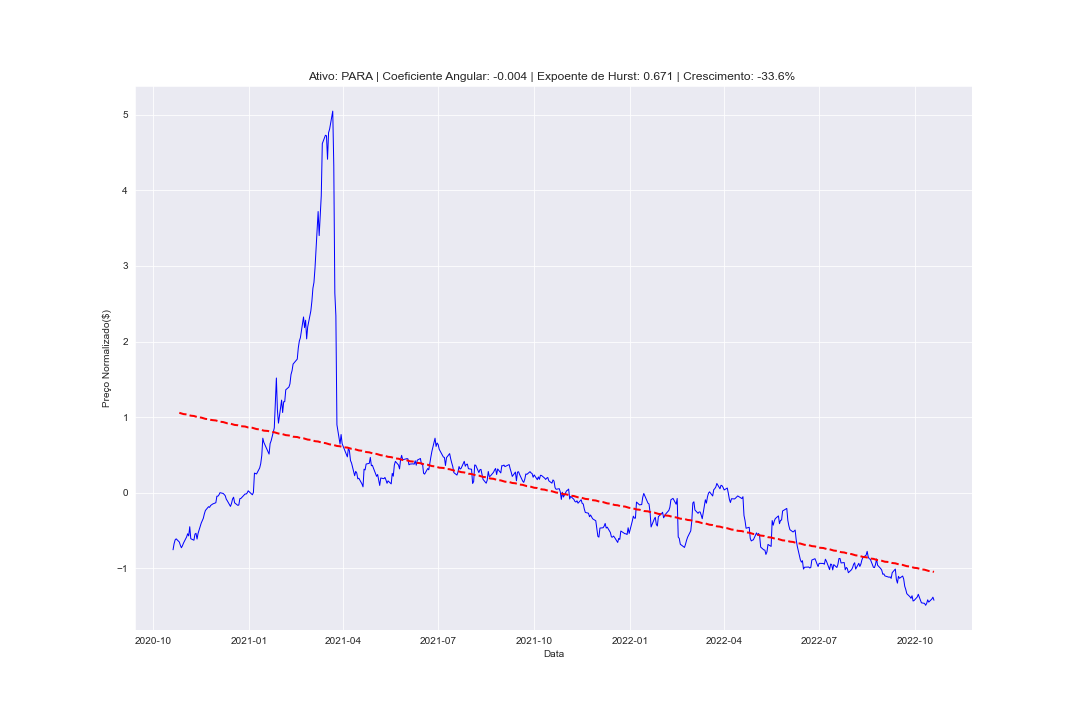 Ativo: PARA | Coeficiente Angular: -0.004 | Expoente de Hurst: 0.671 | Crescimento: -33.6%
5
4
3
2
1
0
−1
Preço Normalizado($)
2020-10 2021-01 2021-04 2021-07 2021-10 2022-01 2022-04 2022-07 2022-10
Data